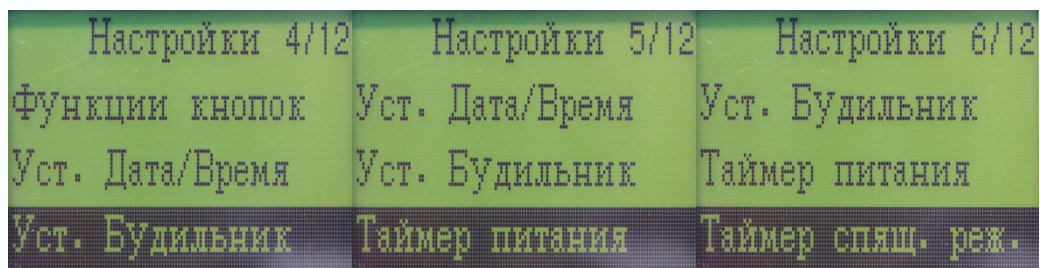 Настройки 4/12
Функции кнопок
Уст. Дата/Время
Уст. Будильник
Настройки 5/12
Уст. Дата/Время
Уст. Будильник
Таймер питания
Настройки 6/12
Уст. Будильник
Таймер питания
Таймер спящ. реж.